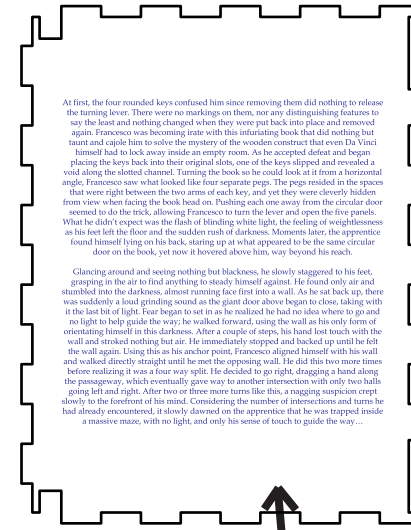 At first, the four rounded keys confused him since removing them did nothing to release
the turning lever. There were no markings on them, nor any distinguishing features to
say the least and nothing changed when they were put back into place and removed
again. Francesco was becoming irate with this infuriating book that did nothing but
taunt and cajole him to solve the mystery of the wooden construct that even Da Vinci
himself had to lock away inside an empty room. As he accepted defeat and began
placing the keys back into their original slots, one of the keys slipped and revealed a
void along the slotted channel. Turning the book so he could look at it from a horizontal
angle, Francesco saw what looked like four separate pegs. The pegs resided in the spaces
that were right between the two arms of each key, and yet they were cleverly hidden
from view when facing the book head on. Pushing each one away from the circular door
seemed to do the trick, allowing Francesco to turn the lever and open the five panels.
What he didn't expect was the flash of blinding white light, the feeling of weightlessness
as his feet left the floor and the sudden rush of darkness. Moments later, the apprentice
found himself lying on his back, staring up at what appeared to be the same circular
door on the book, yet now it hovered above him, way beyond his reach.
Glancing around and seeing nothing but blackness, he slowly staggered to his feet,
grasping in the air to find anything to steady himself against. He found only air and
stumbled into the darkness, almost running face first into a wall. As he sat back up, there
was suddenly a loud grinding sound as the giant door above began to close, taking with
it the last bit of light. Fear began to set in as he realized he had no idea where to go and
no light to help guide the way; he walked forward, using the wall as his only form of
orientating himself in this darkness. After a couple of steps, his hand lost touch with the
wall and stroked nothing but air. He immediately stopped and backed up until he felt
the wall again. Using this as his anchor point, Francesco aligned himself with his wall
and walked directly straight until he met the opposing wall. He did this two more times
before realizing it was a four way split. He decided to go right, dragging a hand along
the passageway, which eventually gave way to another intersection with only two halls
going left and right. After two or three more turns like this, a nagging suspicion crept
slowly to the forefront of his mind. Considering the number of intersections and turns he
had already encountered, it slowly dawned on the apprentice that he was trapped inside
a massive maze, with no light, and only his sense of touch to guide the way…